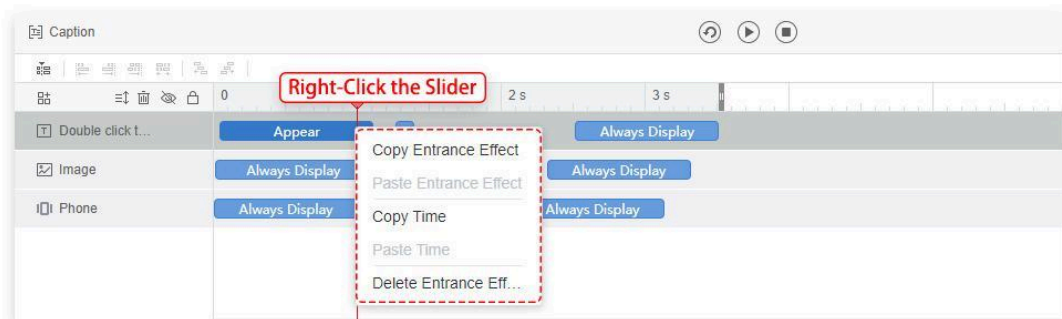 Caption
Right-Click the Slider
0 2 s 3 s
Double click t...
Appear
Always Display
Image
Always Display
Always Display
Phone
Always Display
Always Display
Copy Entrance Effect
Paste Entrance Effect
Copy Time
Paste Time
Delete Entrance Eff...